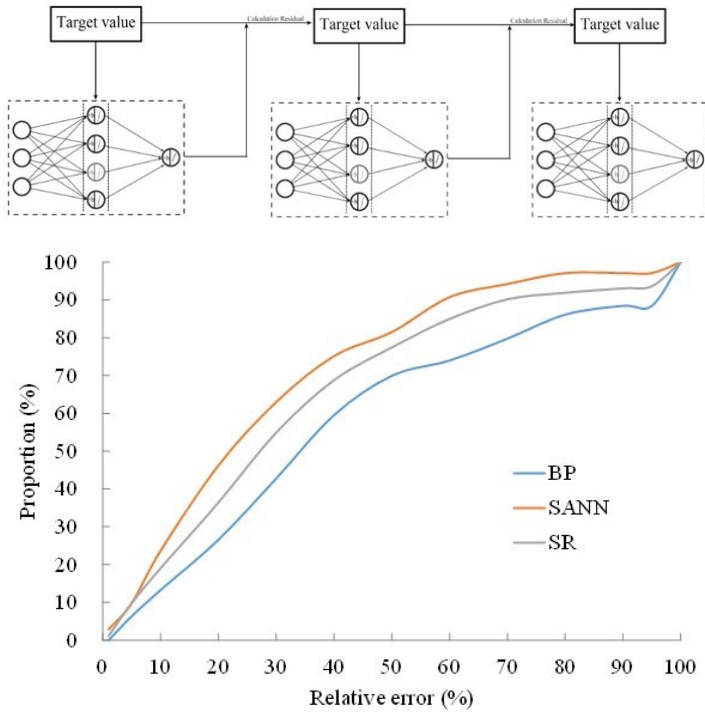 Target value
Calculation Residual
Target value
Calculation Residual
Target value
100
90
80
70
60
50
40
30
20
10
0
Proportion (%)
BP
SANN
SR
0 10 20 30 40 50 60 70 80 90 100
Relative error (%)